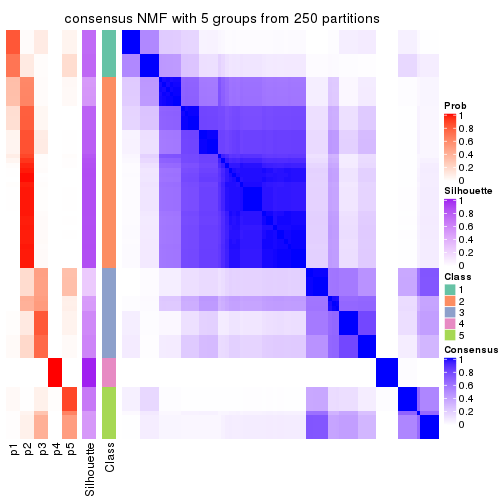 consensus NMF with 5 groups from 250 partitions
Prob
1
0.8
0.6
0.4
0.2
0
Silhouette
1
0.8
0.6
0.4
0.2
0
Class
1
2
3
4
5
Consensus
1
0.8
0.6
0.4
0.2
0
p1
p2
p3
p4
p5
Silhouette
Class